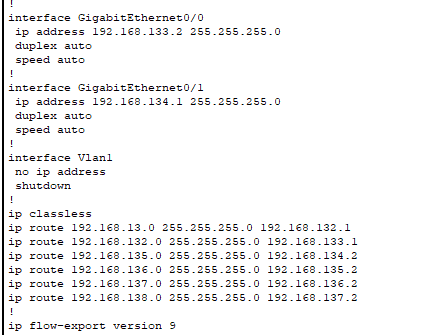 !
interface GigabitEthernet0/0
 ip address 192.168.133.2 255.255.255.0
 duplex auto
 speed auto
!
interface GigabitEthernet0/1
 ip address 192.168.134.1 255.255.255.0
 duplex auto
 speed auto
!
interface Vlan1
 no ip address
 shutdown
!
ip classless
ip route 192.168.13.0 255.255.255.0 192.168.132.1
ip route 192.168.132.0 255.255.255.0 192.168.133.1
ip route 192.168.135.0 255.255.255.0 192.168.134.2
ip route 192.168.136.0 255.255.255.0 192.168.135.2
ip route 192.168.137.0 255.255.255.0 192.168.136.2
ip route 192.168.138.0 255.255.255.0 192.168.137.2
!
ip flow-export version 9